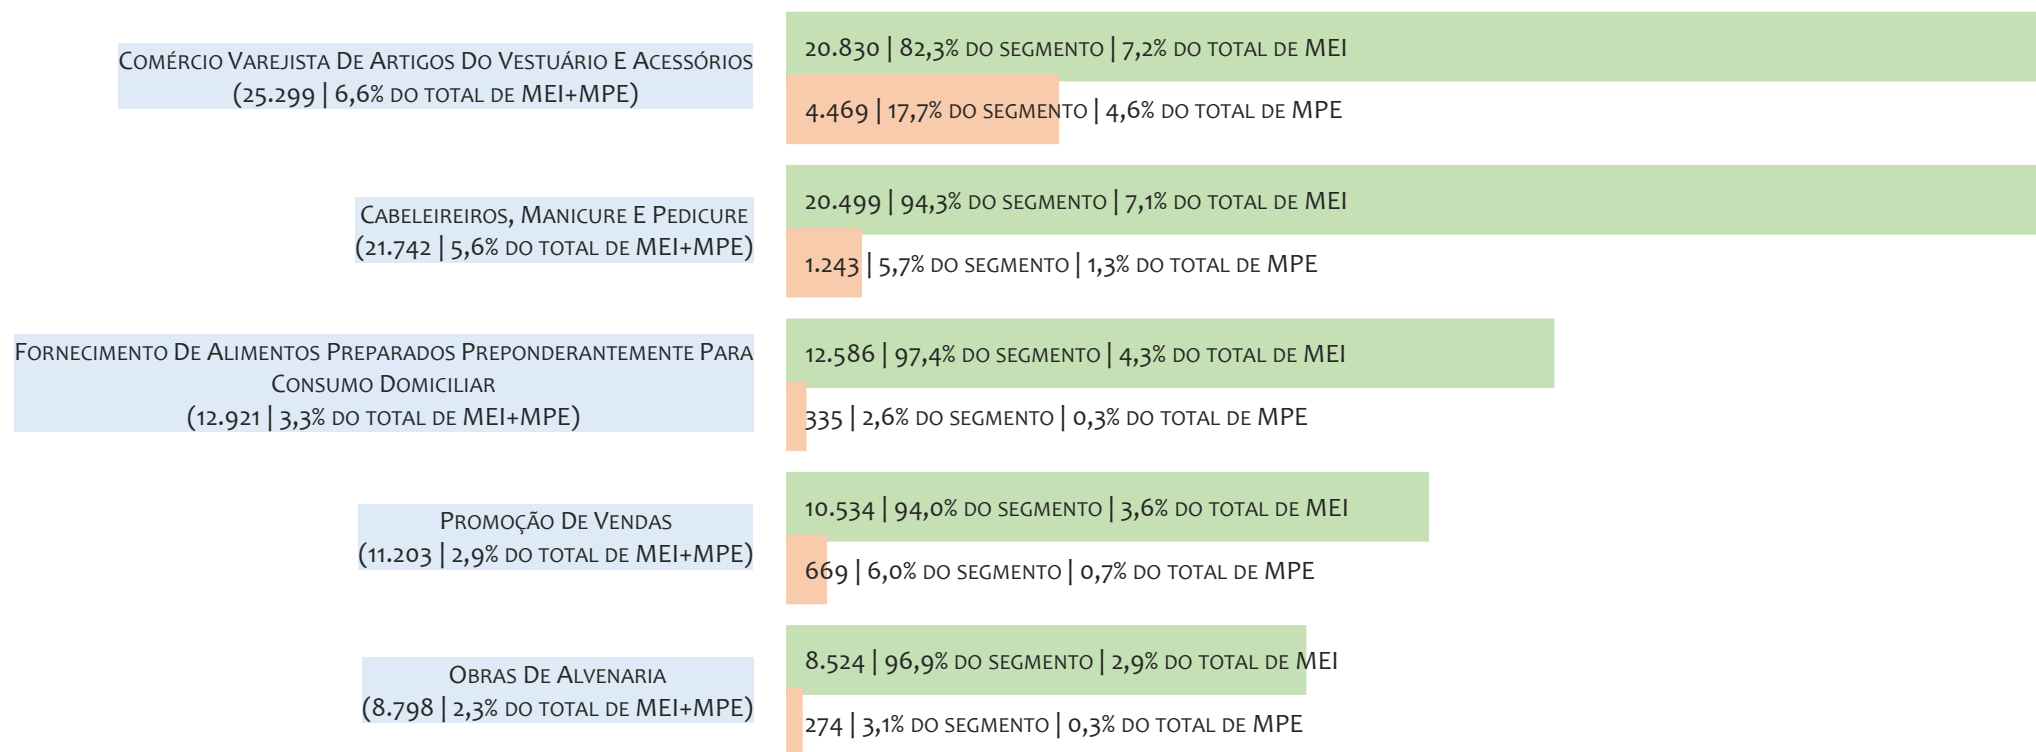 Comércio Varejista De Artigos Do Vestuário E Acessórios
(25.299 | 6,6% do total de MEI+MPE)
20.830 | 82,3% do segmento | 7,2% do total de MEI
4.469 | 17,7% do segmento | 4,6% do total de MPE
Cabeleireiros, Manicure E Pedicure
(21.742 | 5,6% do total de MEI+MPE)
20.499 | 94,3% do segmento | 7,1% do total de MEI
1.243 | 5,7% do segmento | 1,3% do total de MPE
Fornecimento De Alimentos Preparados Preponderantemente Para
Consumo Domiciliar
(12.921 | 3,3% do total de MEI+MPE)
12.586 | 97,4% do segmento | 4,3% do total de MEI
335 | 2,6% do segmento | 0,3% do total de MPE
Promoção De Vendas
(11.203 | 2,9% do total de MEI+MPE)
10.534 | 94,0% do segmento | 3,6% do total de MEI
669 | 6,0% do segmento | 0,7% do total de MPE
Obras De Alvenaria
(8.798 | 2,3% do total de MEI+MPE)
8.524 | 96,9% do segmento | 2,9% do total de MEI
274 | 3,1% do segmento | 0,3% do total de MPE